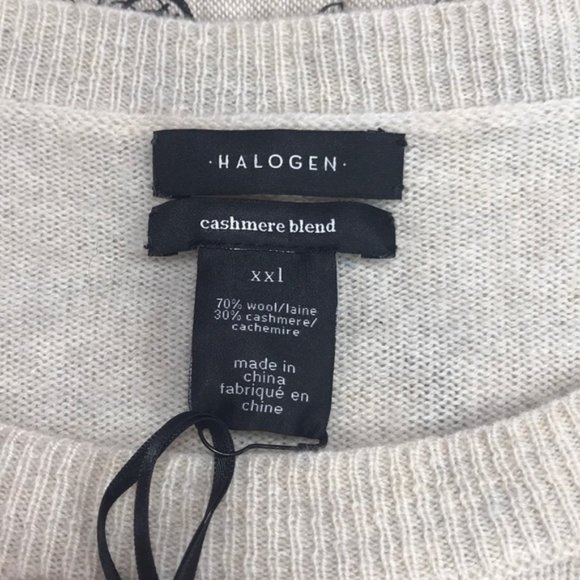 ·HALOGEN·
cashmere blend
xxl
70% wool/laine
30% cashmere/
cachemire
made in
china
fabriqué en
chine